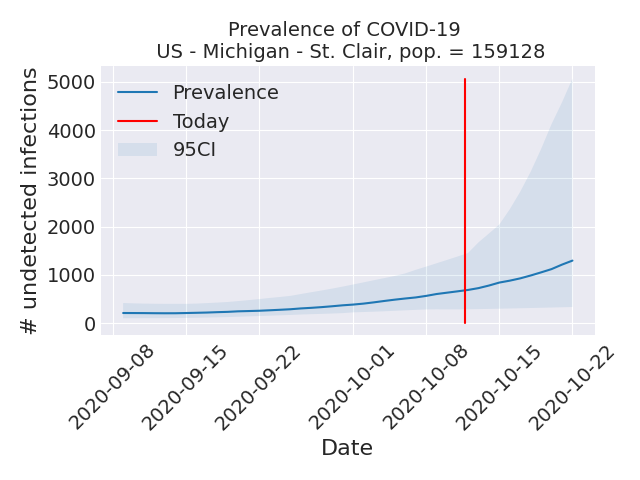 Prevalence of COVID-19
US - Michigan - St. Clair, pop. = 159128
# undetected infections
5000
4000
3000
2000
1000
0
Prevalence
Today
95CI
2020-09-08
2020-09-15
2020-09-22
2020-10-01
2020-10-08
2020-10-15
2020-10-22
Date